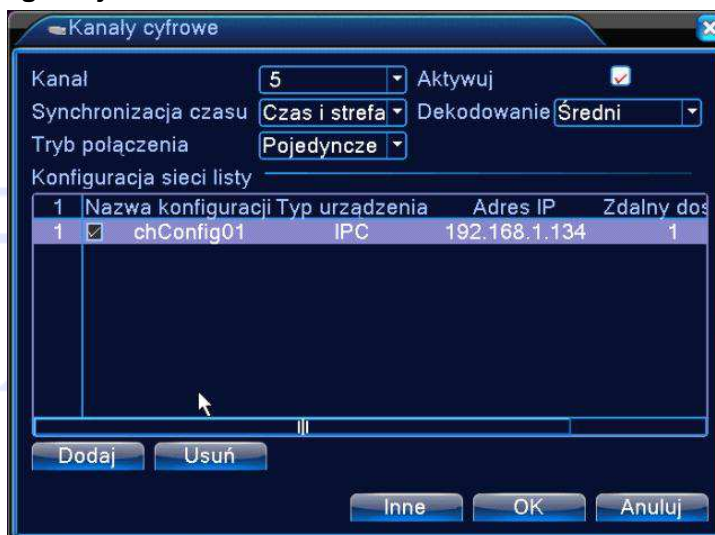 Kanały cyfrowe
Kanał 5 Aktywuj
Synchronizacja czasu Czas i strefa Dekodowanie Średni
Tryb połączenia Pojedyncze
Konfiguracja sieci listy
1 Nazwa konfiguracji Typ urządzenia Adres IP Zdalny dos
1 chConfig01 IPC 192.168.1.134 1
Dodaj Usuń
Inne OK Anuluj